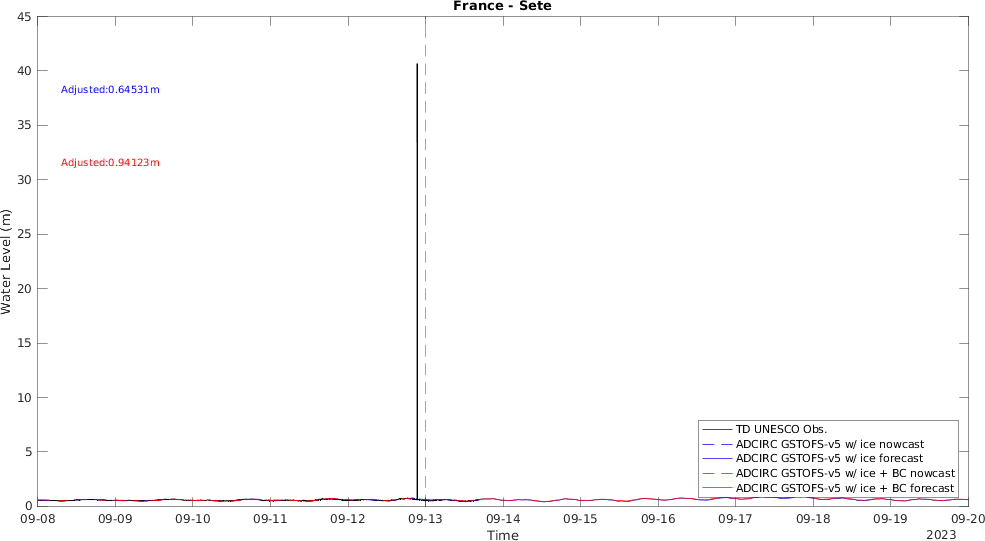 France - Sete
45
40
35
30
25
20
15
10
5
0
Water Level (m)
Adjusted:0.64531m
Adjusted:0.94123m
TD UNESCO Obs.
ADCIRC GSTOFS-v5 w/ ice nowcast
ADCIRC GSTOFS-v5 w/ ice forecast
ADCIRC GSTOFS-v5 w/ ice + BC nowcast
ADCIRC GSTOFS-v5 w/ ice + BC forecast
09-08 09-09 09-10 09-11 09-12 09-13 09-14 09-15 09-16 09-17 09-18 09-19 09-20
Time
2023